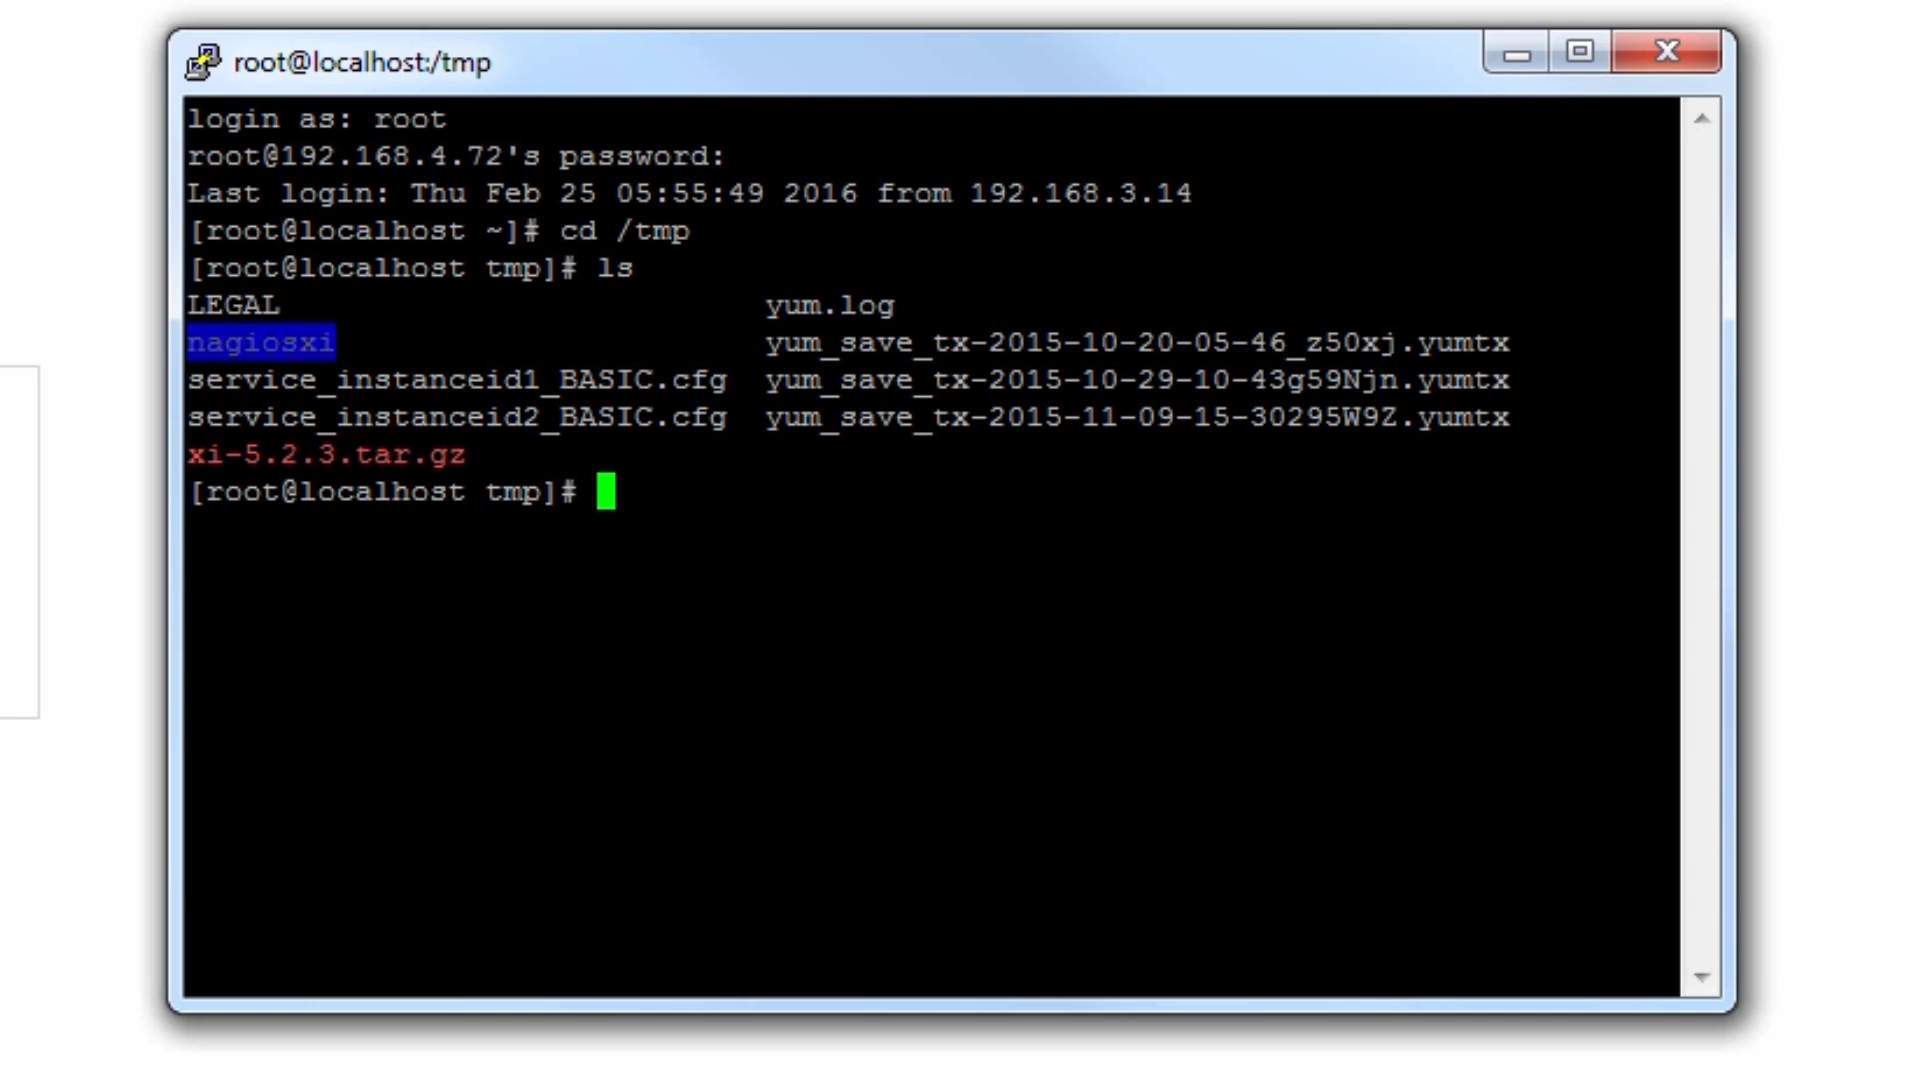 root@localhost:/tmp
login as: root
root@192.168.4.72's password:
Last login: Thu Feb 25 05:55:49 2016 from 192.168.3.14
[root@localhost ~]# cd /tmp
[root@localhost tmp]# ls
LEGAL yum.log
nagiosxi yum_save_tx-2015-10-20-05-46_z50xj.yumtx
service_instanceid1_BASIC.cfg yum_save_tx-2015-10-29-10-43g59Njn.yumtx
service_instanceid2_BASIC.cfg yum_save_tx-2015-11-09-15-30295W9Z.yumtx
xi-5.2.3.tar.gz
[root@localhost tmp]#